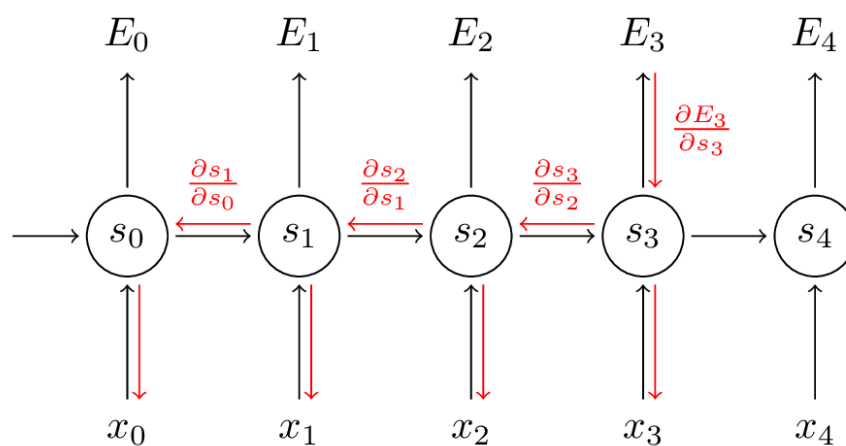 E₀ E₁ E₂ E₃ E₄
∂E₃/∂s₃
∂s₁/∂s₀ ∂s₂/∂s₁ ∂s₃/∂s₂
s₀ s₁ s₂ s₃ s₄
x₀ x₁ x₂ x₃ x₄